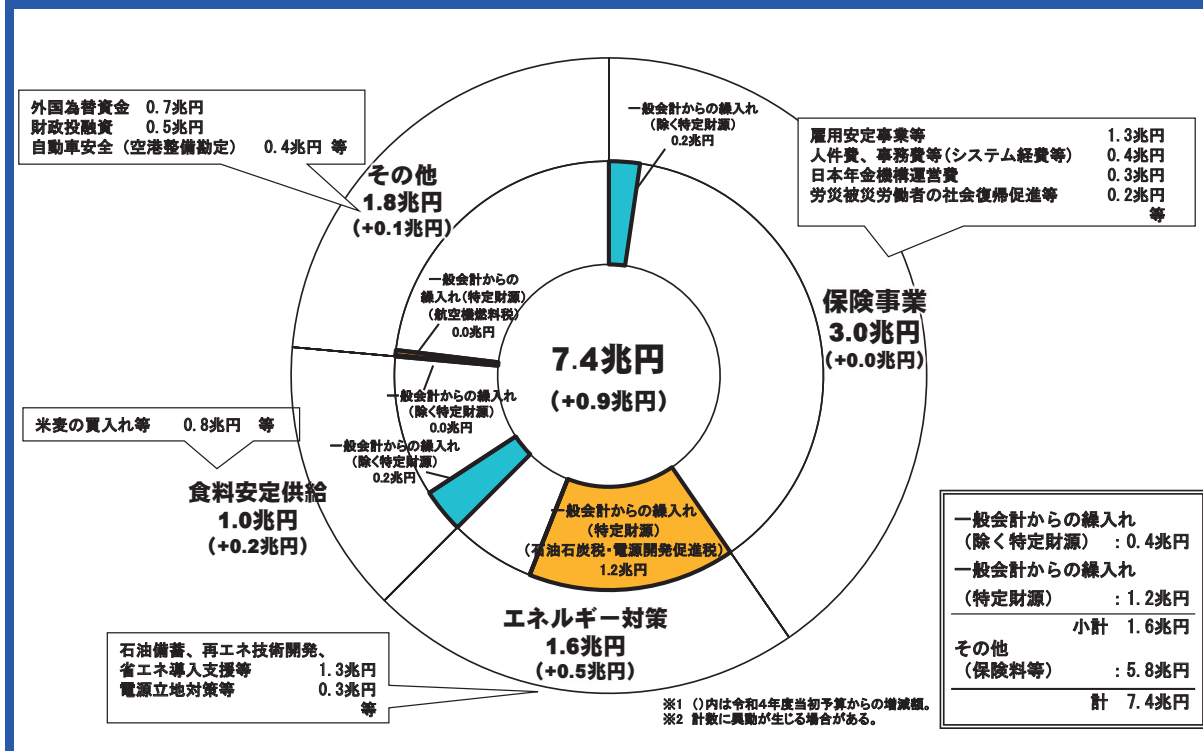 外国為替資金 0.7兆円
財政投融資 0.5兆円
自動車安全（空港整備勘定） 0.4兆円 等
その他
1.8兆円
（+0.1兆円）
一般会計からの繰入れ
（除く特定財源）
0.2兆円
雇用安定事業等 1.3兆円
人件費、事務費等（システム経費等） 0.4兆円
日本年金機構運営費 0.3兆円
労災被災労働者の社会復帰促進等 0.2兆円
等
保険事業
3.0兆円
（+0.0兆円）
一般会計からの
繰入れ（特定財源）
（航空機燃料税）
0.0兆円
7.4兆円
（+0.9兆円）
一般会計からの繰入れ
（除く特定財源）
0.0兆円
米麦の買入れ等 0.8兆円 等
一般会計からの繰入れ
（除く特定財源）
0.2兆円
食料安定供給
1.0兆円
（+0.2兆円）
一般会計からの繰入れ
（特定財源）
（石油石炭税・電源開発促進税）
1.2兆円
エネルギー対策
1.6兆円
（+0.5兆円）
石油備蓄、再エネ技術開発、
省エネ導入支援等 1.3兆円
電源立地対策等 0.3兆円
等
一般会計からの繰入れ
（除く特定財源） ：0.4兆円
一般会計からの繰入れ
（特定財源） ：1.2兆円
小計 1.6兆円
その他
（保険料等） ：5.8兆円
計 7.4兆円
※1 （）内は令和4年度当初予算からの増減額。
※2 計数に異動が生じる場合がある。